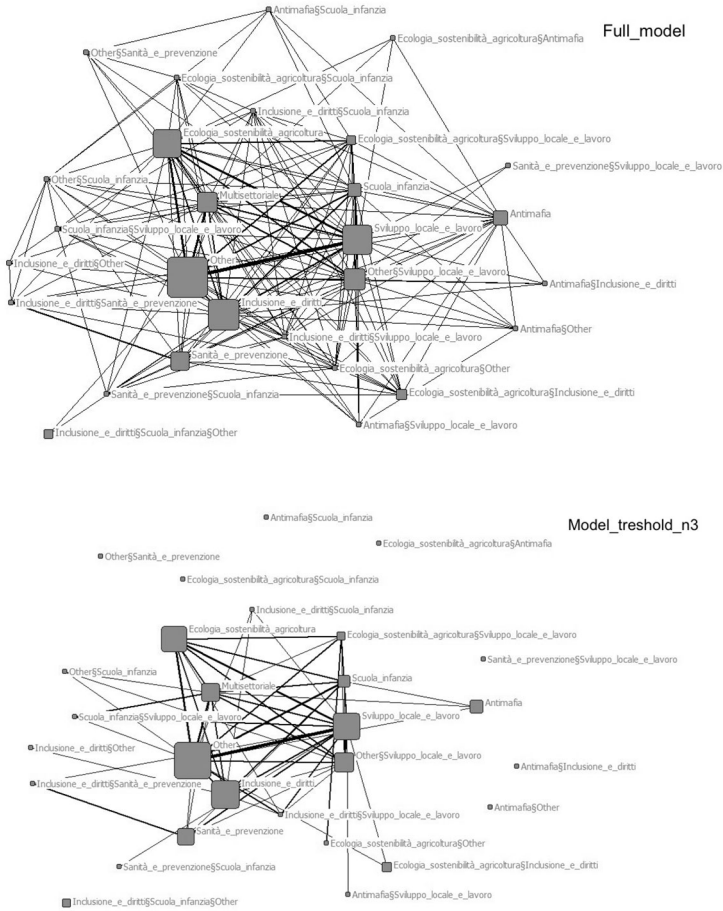 Antimafia§Scuola_infanzia
Full_model
Ecologia_sostenibilità_agricoltura§Antimafia
Other§Sanità_e_prevenzione
Ecologia_sostenibilità_agricoltura§Scuola_infanzia
Inclusione_e_diritti§Scuola_infanzia
Ecologia_sostenibilità_agricoltura
Ecologia_sostenibilità_agricoltura§Sviluppo_locale_e_lavoro
Sanità_e_prevenzione§Sviluppo_locale_e_lavoro
Other§Scuola_infanzia
Scuola_infanzia
Multisettoriale
Antimafia
Scuola_infanzia§Sviluppo_locale_e_lavoro
Sviluppo_locale_e_lavoro
Inclusione_e_diritti§Other
Other
Other§Sviluppo_locale_e_lavoro
Antimafia§Inclusione_e_diritti
Inclusione_e_diritti§Sanità_e_prevenzione
Inclusione_e_diritti
Antimafia§Other
Inclusione_e_diritti§Sviluppo_locale_e_lavoro
Sanità_e_prevenzione
Ecologia_sostenibilità_agricoltura§Other
Sanità_e_prevenzione§Scuola_infanzia
Ecologia_sostenibilità_agricoltura§Inclusione_e_diritti
Antimafia§Sviluppo_locale_e_lavoro
Inclusione_e_diritti§Scuola_infanzia§Other
Antimafia§Scuola_infanzia
Model_treshold_n3
Ecologia_sostenibilità_agricoltura§Antimafia
Other§Sanità_e_prevenzione
Ecologia_sostenibilità_agricoltura§Scuola_infanzia
Inclusione_e_diritti§Scuola_infanzia
Ecologia_sostenibilità_agricoltura
Ecologia_sostenibilità_agricoltura§Sviluppo_locale_e_lavoro
Sanità_e_prevenzione§Sviluppo_locale_e_lavoro
Other§Scuola_infanzia
Scuola_infanzia
Multisettoriale
Antimafia
Scuola_infanzia§Sviluppo_locale_e_lavoro
Sviluppo_locale_e_lavoro
Inclusione_e_diritti§Other
Other
Other§Sviluppo_locale_e_lavoro
Antimafia§Inclusione_e_diritti
Inclusione_e_diritti§Sanità_e_prevenzione
Inclusione_e_diritti
Antimafia§Other
Inclusione_e_diritti§Sviluppo_locale_e_lavoro
Sanità_e_prevenzione
Ecologia_sostenibilità_agricoltura§Other
Sanità_e_prevenzione§Scuola_infanzia
Ecologia_sostenibilità_agricoltura§Inclusione_e_diritti
Antimafia§Sviluppo_locale_e_lavoro
Inclusione_e_diritti§Scuola_infanzia§Other